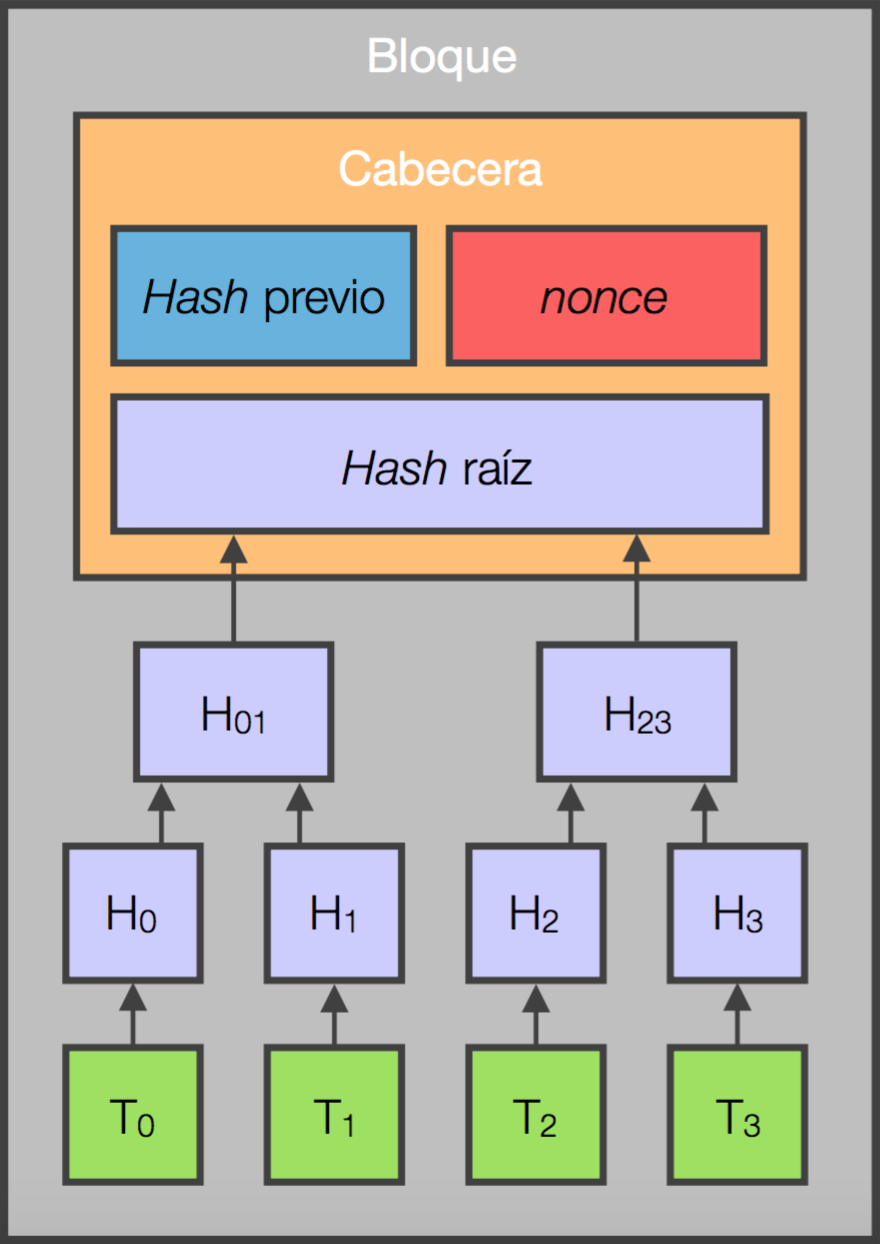 Bloque
Cabecera
Hash previo
nonce
Hash raíz
H₀₁
H₂₃
H₀
H₁
H₂
H₃
T₀
T₁
T₂
T₃